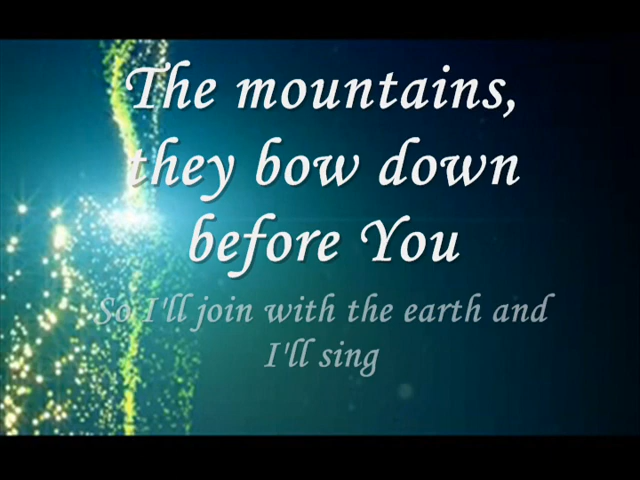 The mountains,
they bow down
before You
So I'll join with the earth and
I'll sing